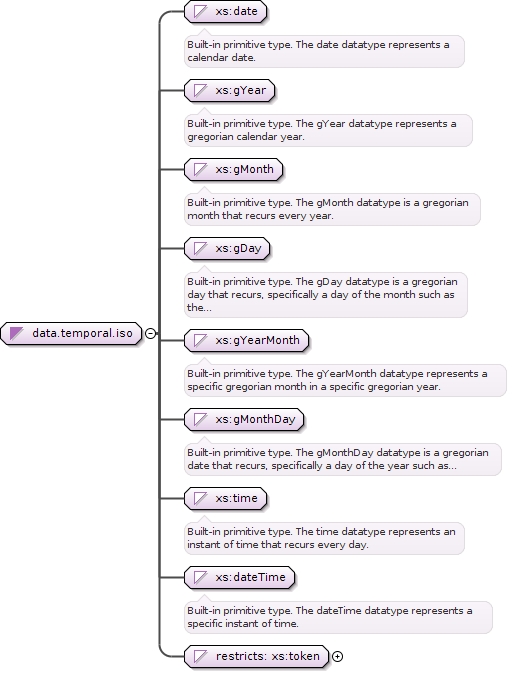 xs:date
Built-in primitive type. The date datatype represents a
calendar date.
xs:gYear
Built-in primitive type. The gYear datatype represents a
gregorian calendar year.
xs:gMonth
Built-in primitive type. The gMonth datatype is a gregorian
month that recurs every year.
xs:gDay
Built-in primitive type. The gDay datatype is a gregorian
day that recurs, specifically a day of the month such as
the...
data.temporal.iso
xs:gYearMonth
Built-in primitive type. The gYearMonth datatype represents a
specific gregorian month in a specific gregorian year.
xs:gMonthDay
Built-in primitive type. The gMonthDay datatype is a gregorian
date that recurs, specifically a day of the year such as...
xs:time
Built-in primitive type. The time datatype represents an
instant of time that recurs every day.
xs:dateTime
Built-in primitive type. The dateTime datatype represents a
specific instant of time.
restricts: xs:token